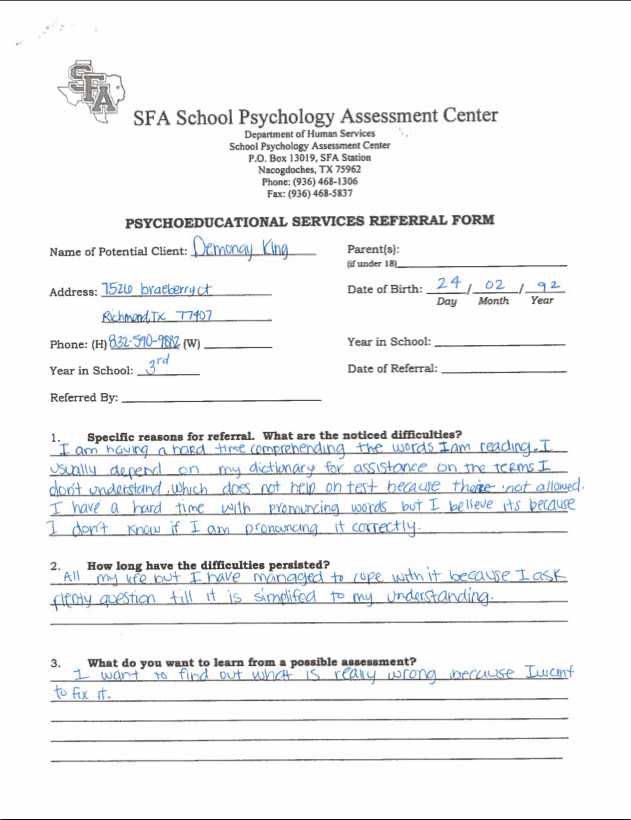 SFA
SFA School Psychology Assessment Center
Department of Human Services
School Psychology Assessment Center
P.O. Box 13019, SFA Station
Nacogdoches, TX 75962
Phone: (936) 468-1306
Fax: (936) 468-5837
PSYCHOEDUCATIONAL SERVICES REFERRAL FORM
Name of Potential Client: Demonay King Parent(s):
(if under 18)
Address: 7526 braeberry ct Date of Birth: 24 / 02 / 92
Day Month Year
Richmond, TX 77407
Phone: (H) 832-590-9882 (W) Year in School:
Year in School: 3rd Date of Referral:
Referred By:
1. Specific reasons for referral. What are the noticed difficulties?
I am having a hard time comprehending the words I am reading. I
usually depend on my dictionary for assistance on the terms I
don't understand, which does not help on test because not allowed.
I have a hard time with pronouncing words but I believe its because
I don't know if I am pronouncing it correctly.
2. How long have the difficulties persisted?
All my life but I have managed to cope with it because I ask
plenty question till it is simplifed to my understanding.
3. What do you want to learn from a possible assessment?
I want to find out what is really wrong because I want
to fix it.